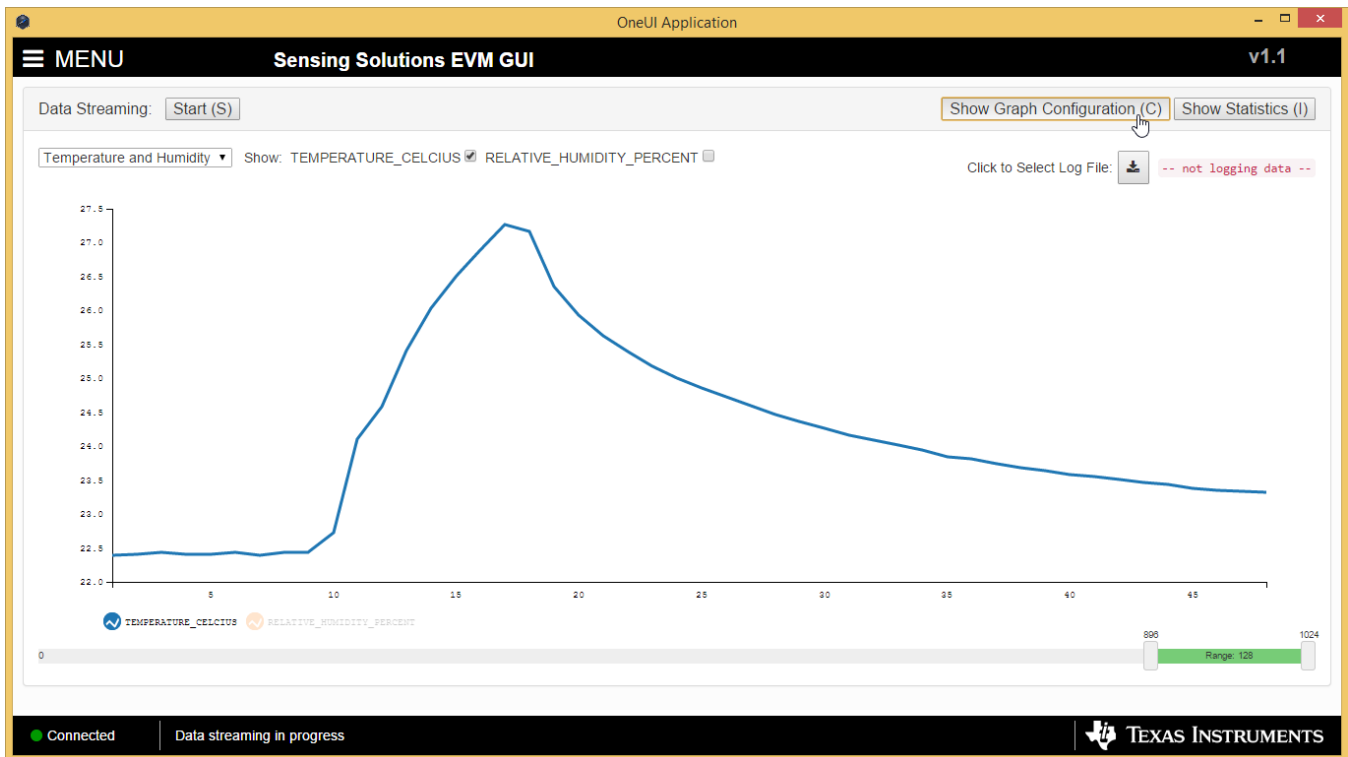 OneUI Application
MENU Sensing Solutions EVM GUI v1.1
Data Streaming: Start (S) Show Graph Configuration (C) Show Statistics (I)
Temperature and Humidity Show: TEMPERATURE_CELCIUS RELATIVE_HUMIDITY_PERCENT
Click to Select Log File: -- not logging data --
27.5
27.0
26.5
26.0
25.5
25.0
24.5
24.0
23.5
23.0
22.5
22.0
5 10 15 20 25 30 35 40 45
TEMPERATURE_CELCIUS RELATIVE_HUMIDITY_PERCENT
896 1024
0 Range: 128
Connected Data streaming in progress TEXAS INSTRUMENTS